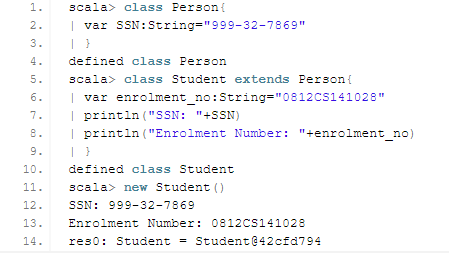 1. scala> class Person{
2. | var SSN:String="999-32-7869"
3. | }
4. defined class Person
5. scala> class Student extends Person{
6. | var enrolment_no:String="0812CS141028"
7. | println("SSN: "+SSN)
8. | println("Enrolment Number: "+enrolment_no)
9. | }
10. defined class Student
11. scala> new Student()
12. SSN: 999-32-7869
13. Enrolment Number: 0812CS141028
14. res0: Student = Student@42cfd794